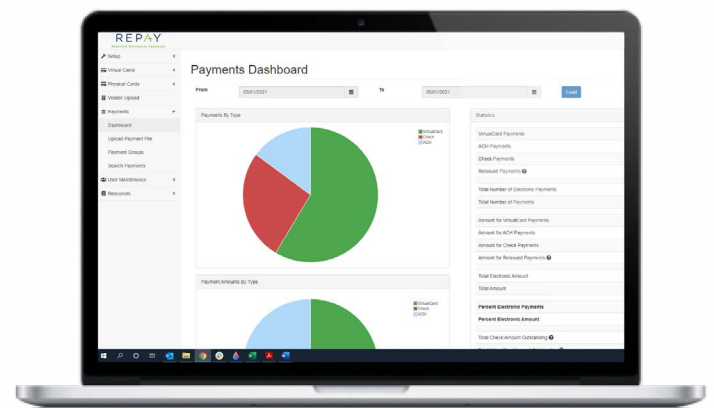 REPAY
Realtime Electronic Payments
Setup
Virtual Cards
Physical Cards
Vendor Upload
Payments
Dashboard
Upload Payment File
Payment Groups
Search Payments
User Maintenance
Resources
Payments Dashboard
From
05/01/2021
To
Load
Payments By Type
VirtualCard
Check
ACH
Payment Amounts By Type
VirtualCard
Check
ACH
Statistics
VirtualCard Payments
ACH Payments
Check Payments
Reissued Payments
Total Number of Electronic Payments
Total Number of Payments
Amount for VirtualCard Payments
Amount for ACH Payments
Amount for Check Payments
Amount for Reissued Payments
Total Electronic Amount
Total Amount
Percent Electronic Payments
Percent Electronic Amount
Total Check Amount Outstanding